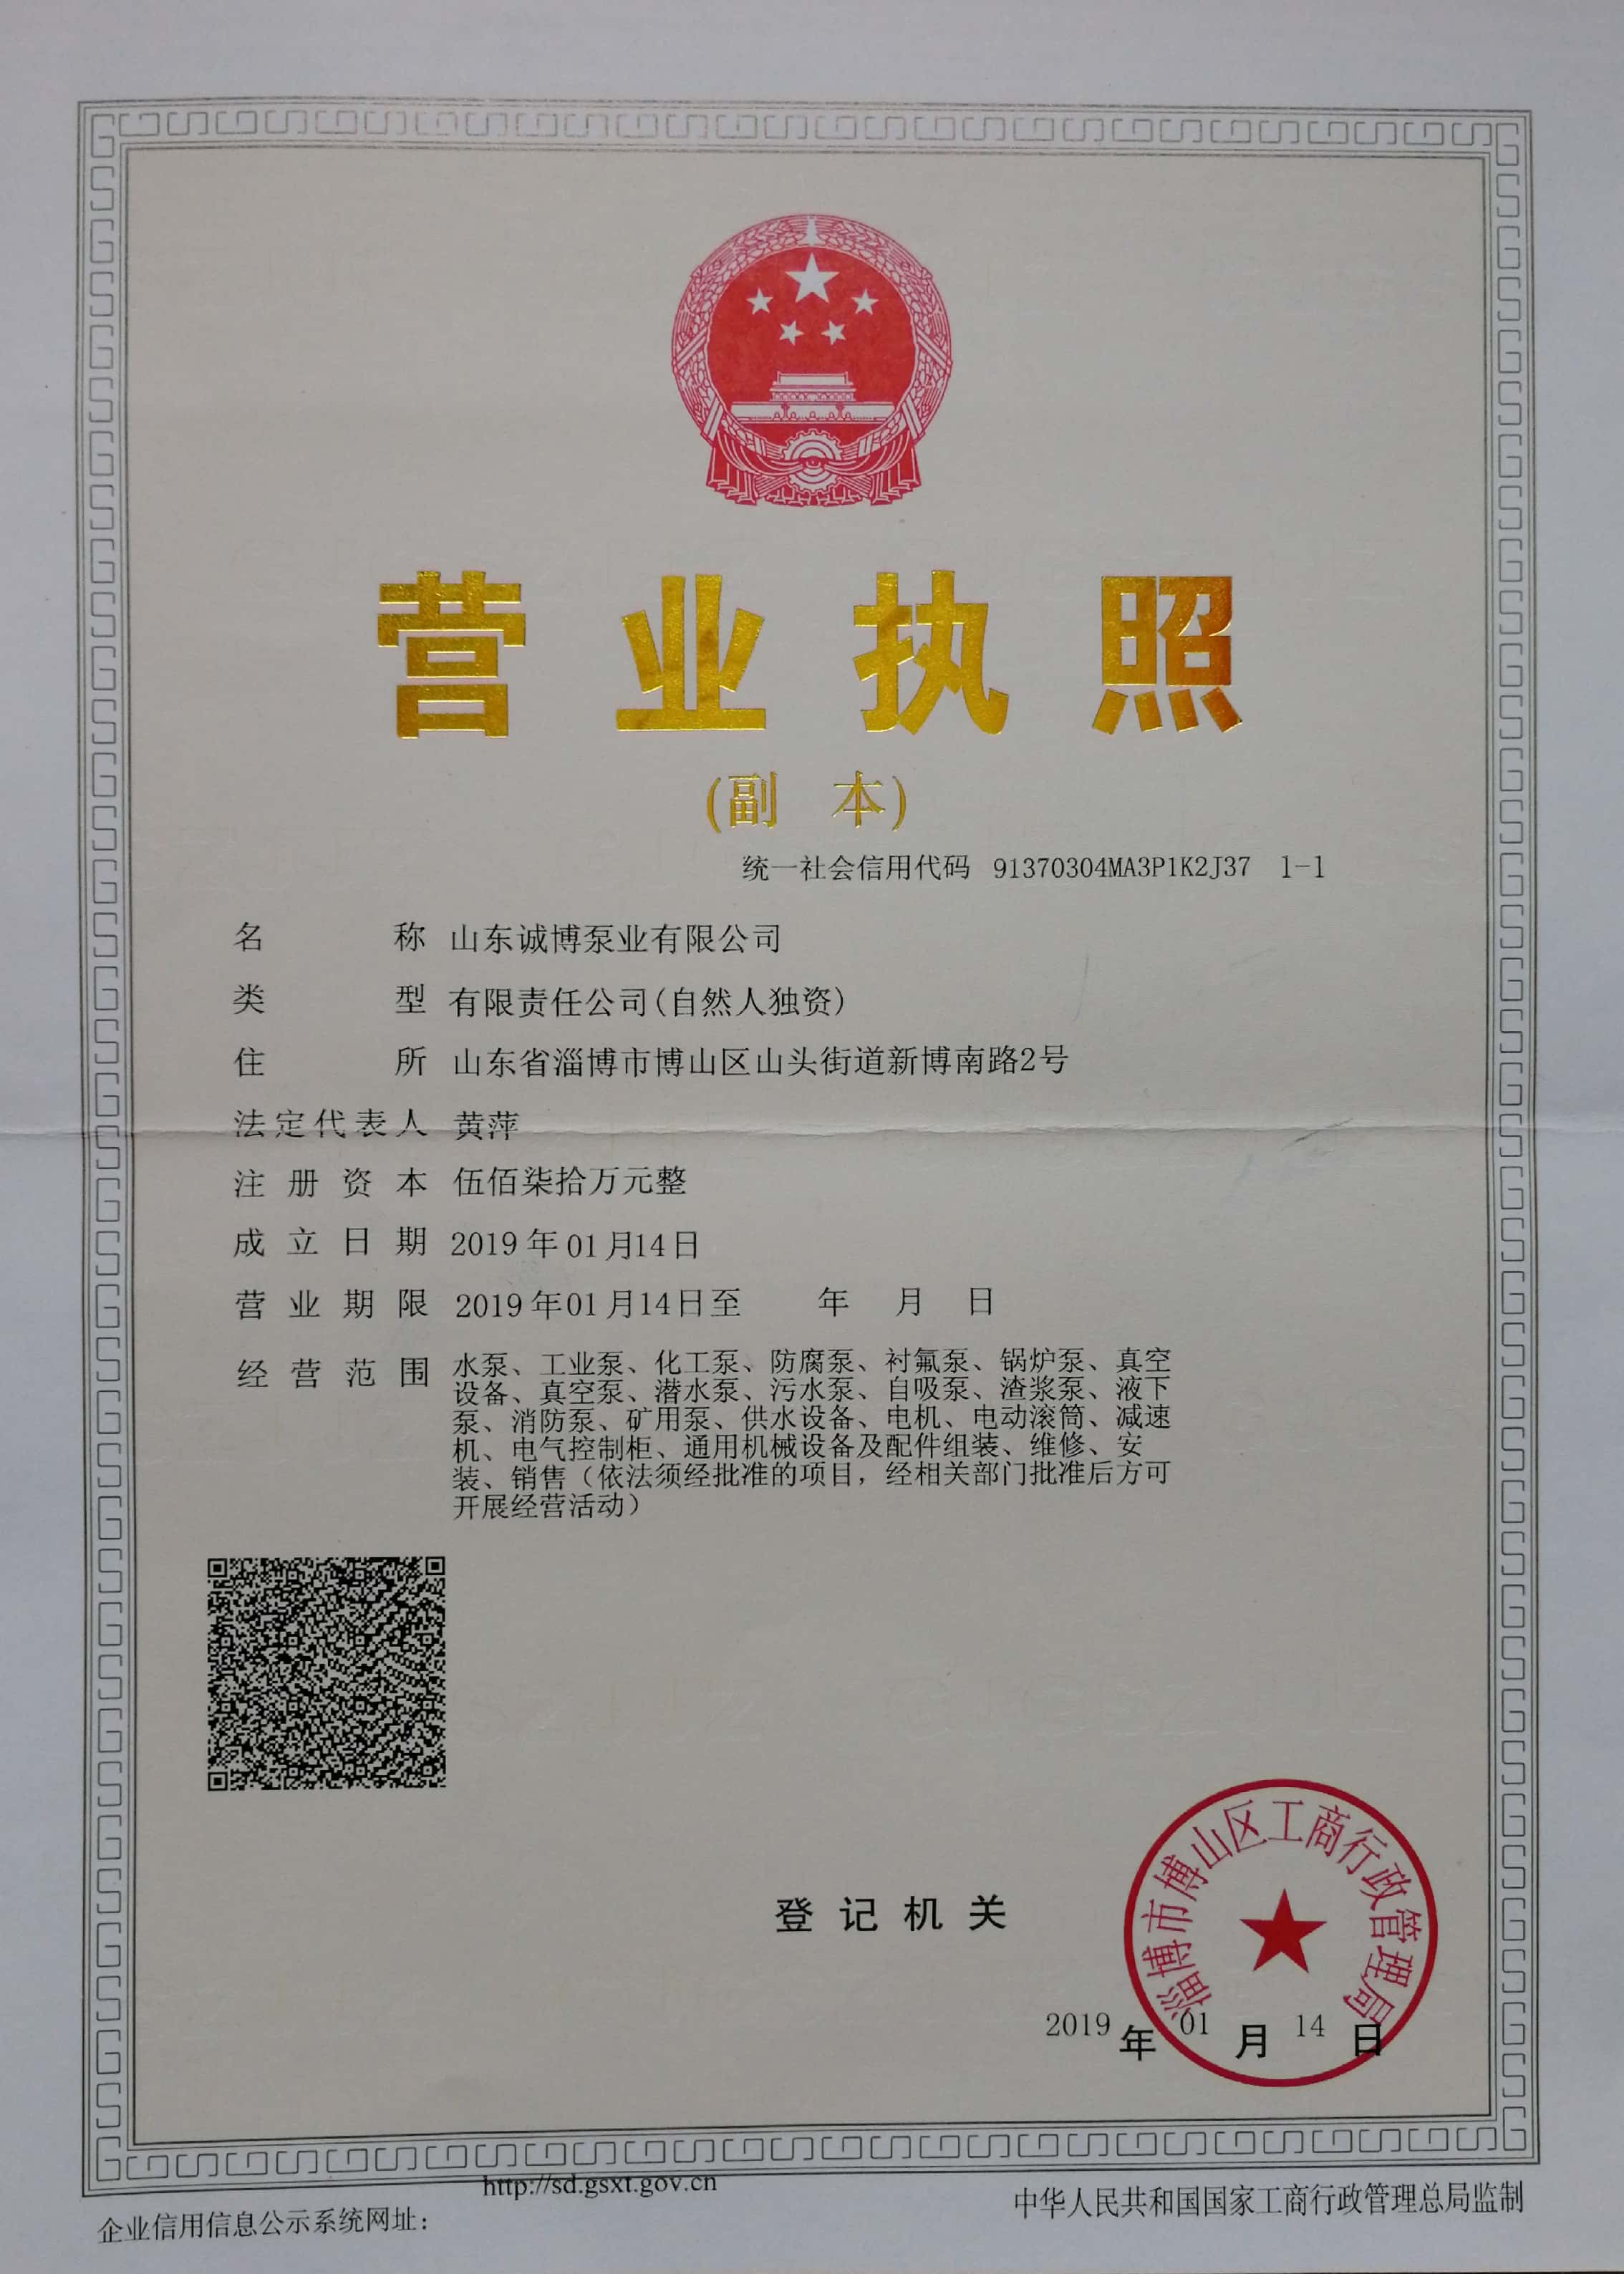 营业执照
(副 本)
统一社会信用代码 91370304MA3P1K2J37 1-1
名称 山东诚博泵业有限公司
类型 有限责任公司(自然人独资)
住所 山东省淄博市博山区山头街道新博南路2号
法定代表人 黄萍
注册资本 伍佰柒拾万元整
成立日期 2019年01月14日
营业期限 2019年01月14日至 年 月 日
经营范围 水泵、工业泵、化工泵、防腐泵、衬氟泵、锅炉泵、真空
设备、真空泵、潜水泵、污水泵、自吸泵、渣浆泵、液下
泵、消防泵、矿用泵、供水设备、电机、电动滚筒、减速
机、电气控制柜、通用机械设备及配件组装、维修、安
装、销售（依法须经批准的项目，经相关部门批准后方可
开展经营活动）
登记机关
淄博市博山区工商行政管理局
2019年01月14日
http://sd.gsxt.gov.cn
企业信用信息公示系统网址：
中华人民共和国国家工商行政管理总局监制